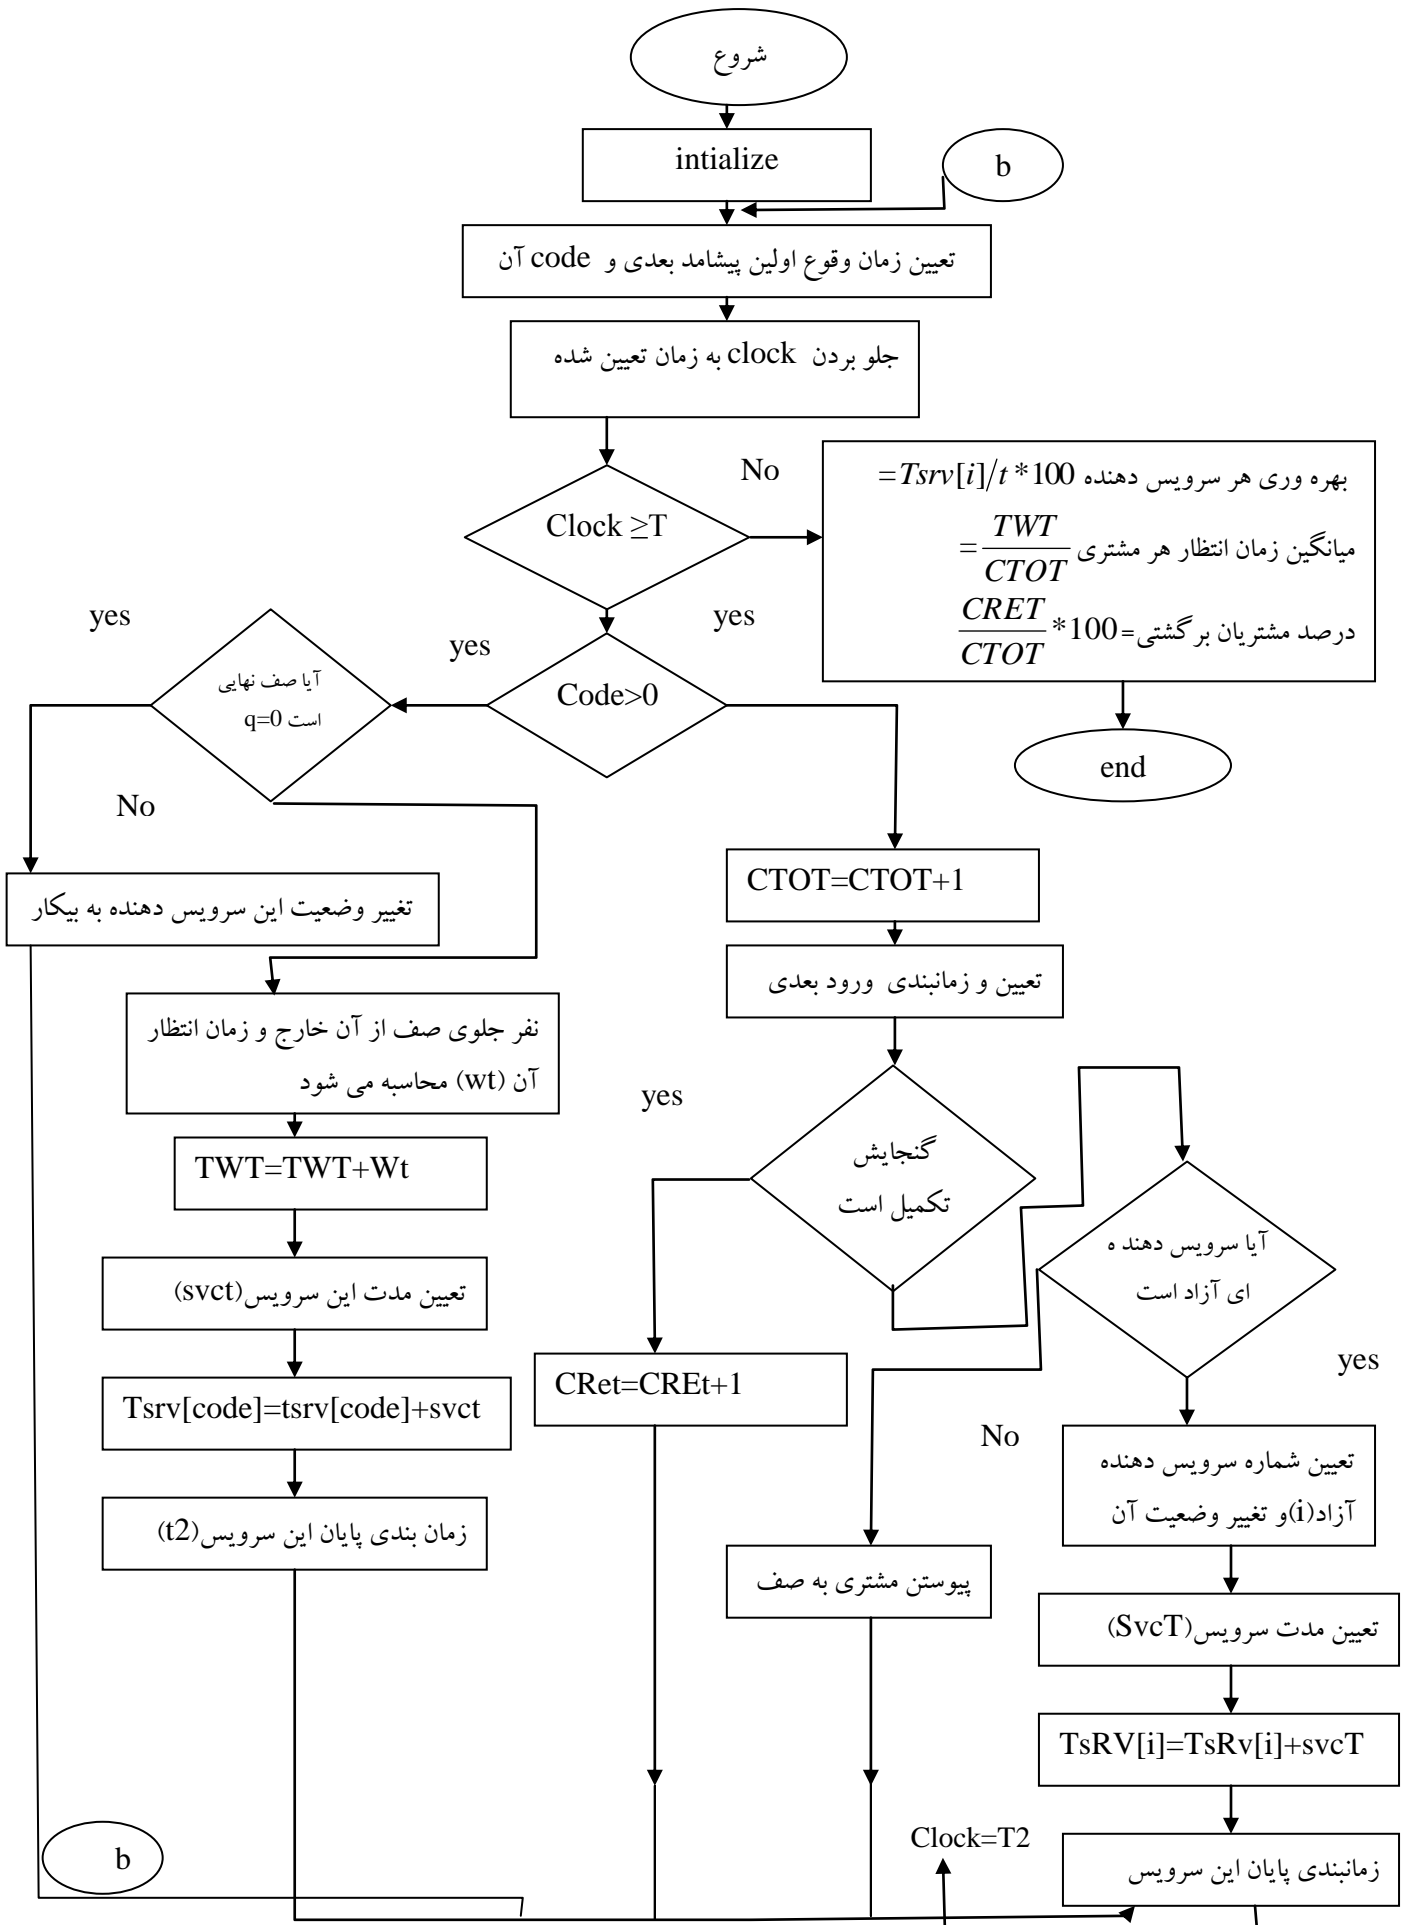 شروع
intialize
b
تعیین زمان وقوع اولین پیشامد بعدی و code آن
جلو بردن clock به زمان تعیین شده
No
بهره وری هر سرویس دهنده =Tsrv[i]/t*100=
Clock ≥T
میانگین زمان انتظار هر مشتری =TWT/CTOT
درصد مشتریان برگشتی= CRET/CTOT *100
yes
yes
yes
آیا صف نهایی
است q=0
Code>0
end
No
CTOT=CTOT+1
تغییر وضعیت این سرویس دهنده به بیکار
تعیین و زمانبندی ورود بعدی
نفر جلوی صف از آن خارج و زمان انتظار
آن (wt) محاسبه می شود
yes
گنجایش
تکمیل است
TWT=TWT+Wt
آیا سرویس دهند ه
ای آزاد است
تعیین مدت این سرویس(svct)
yes
CRet=CREt+1
Tsrv[code]=tsrv[code]+svct
No
تعیین شماره سرویس دهنده
آزاد(i)و تغییر وضعیت آن
زمان بندی پایان این سرویس(t2)
پیوستن مشتری به صف
تعیین مدت سرویس(SvcT)
TsRV[i]=TsRv[i]+svcT
Clock=T2
b
زمانبندی پایان این سرویس